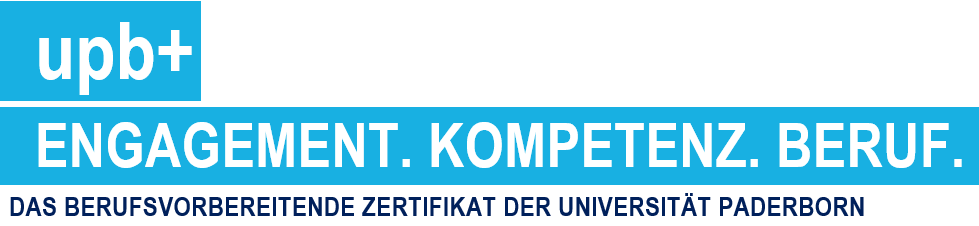 upb+
ENGAGEMENT. KOMPETENZ. BERUF.
DAS BERUFSVORBEREITENDE ZERTIFIKAT DER UNIVERSITÄT PADERBORN